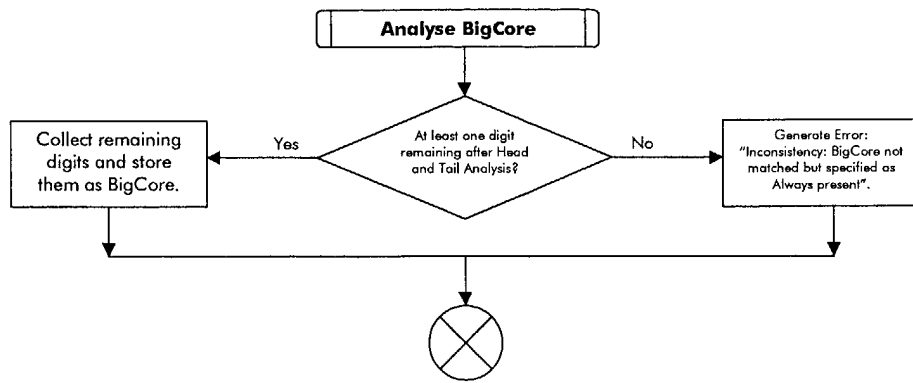 Analyse BigCore
At least one digit
remaining after Head
and Tail Analysis?
Yes
No
Collect remaining
digits and store
them as BigCore.
Generate Error:
"Inconsistency: BigCore not
matched but specified as
Always present".